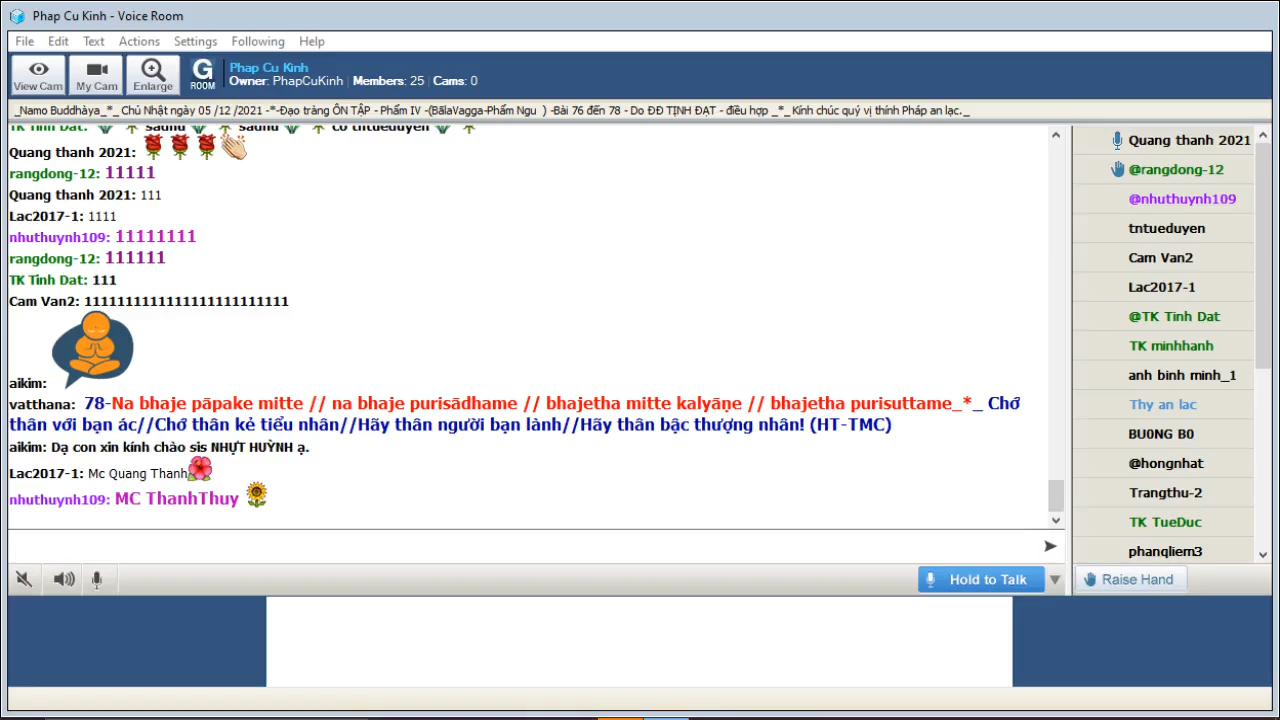 Phap Cu Kinh - Voice Room
File Edit Text Actions Settings Following Help
View Cam My Cam Enlarge G ROOM
Phap Cu Kinh
Owner: PhapCuKinh | Members: 25 | Cams: 0
_Namo Buddhàya_*_ Chủ Nhật ngày 05 /12 /2021 -*-Đạo tràng ÔN TẬP - Phẩm IV -(BālaVagga-Phẩm Ngu ) -Bài 76 đến 78 - Do ĐĐ TỊNH ĐẠT - điều hợp _*_Kính chúc quý vị thính Pháp an lạc._
TK Tinh Dat: sadhu sadhu cô tntueduyen
Quang thanh 2021:
rangdong-12: 11111
Quang thanh 2021: 111
Lac2017-1: 1111
nhuthuynh109: 11111111
rangdong-12: 111111
TK Tinh Dat: 111
Cam Van2: 1111111111111111111111111
aikim:
vatthana: 78-Na bhaje pāpake mitte // na bhaje purisādhame // bhajetha mitte kalyāṇe // bhajetha purisuttame_*_ Chớ
thân với bạn ác//Chớ thân kẻ tiểu nhân//Hãy thân người bạn lành//Hãy thân bậc thượng nhân! (HT-TMC)
aikim: Dạ con xin kính chào sis NHỰT HUỲNH ạ.
Lac2017-1: Mc Quang Thanh
nhuthuynh109: MC ThanhThuy
Hold to Talk
Quang thanh 2021
@rangdong-12
@nhuthuynh109
tntueduyen
Cam Van2
Lac2017-1
@TK Tinh Dat
TK minhhanh
anh binh minh_1
Thy an lac
BU0NG B0
@hongnhat
Trangthu-2
TK TueDuc
phanqliem3
Raise Hand